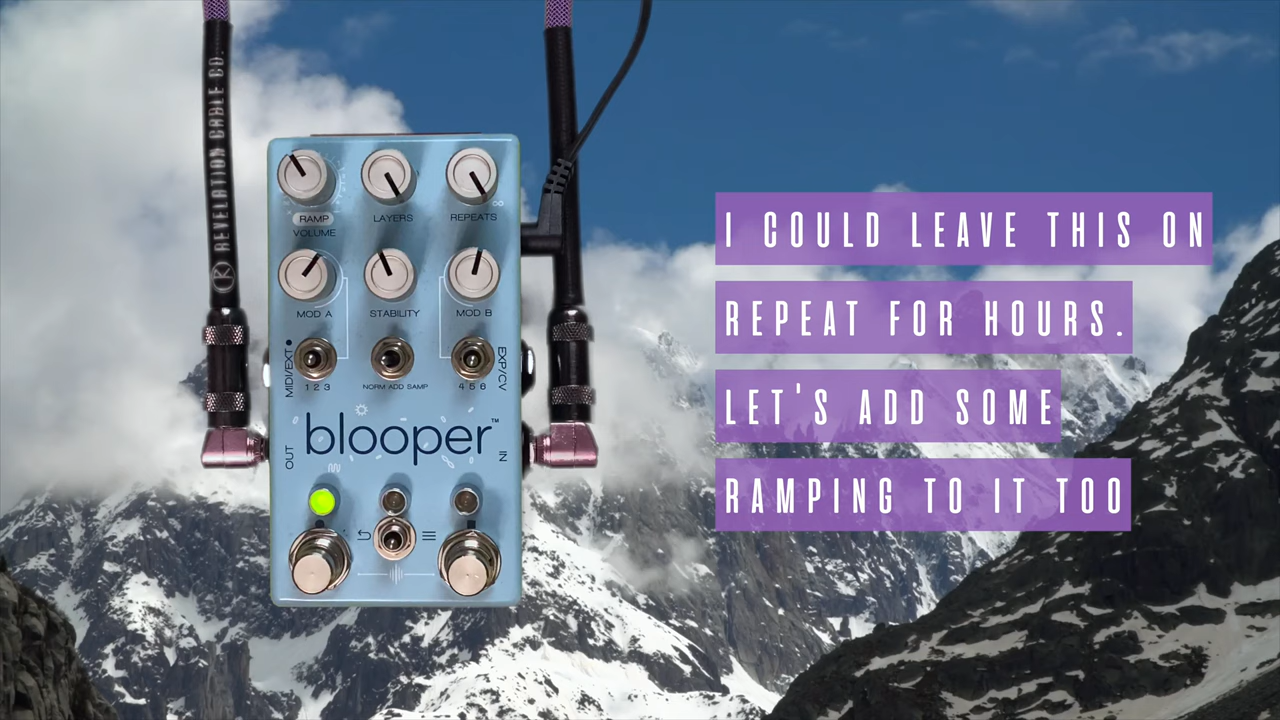 REVELATION CABLE CO.
RAMP
LAYERS
REPEATS
VOLUME
∞
MOD A
STABILITY
MOD B
MIDI/EXT
EXP/CV
1 2 3
NORM ADD SAMP
4 5 6
blooper™
OUT
IN
I COULD LEAVE THIS ON
REPEAT FOR HOURS.
LET'S ADD SOME
RAMPING TO IT TOO